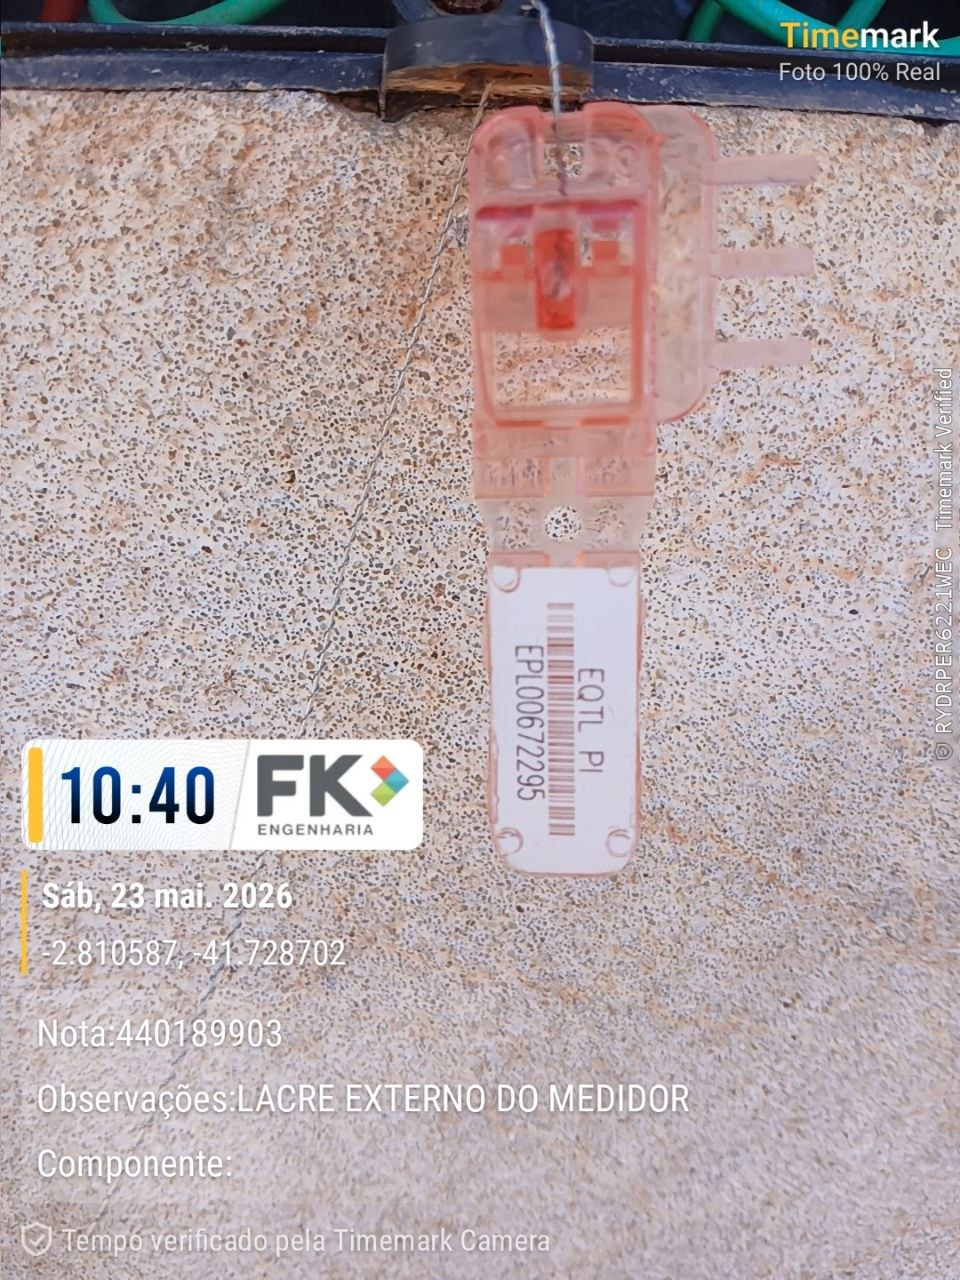 Timemark
Foto 100% Real
EQTL PI
EPL00672295
10:40
FK
ENGENHARIA
Sáb, 23 mai. 2026
-2.810587, -41.728702
Nota:440189903
Observações:LACRE EXTERNO DO MEDIDOR
Componente:
Tempo verificado pela Timemark Camera
© RYDRPER6221WEC Timemark Verified